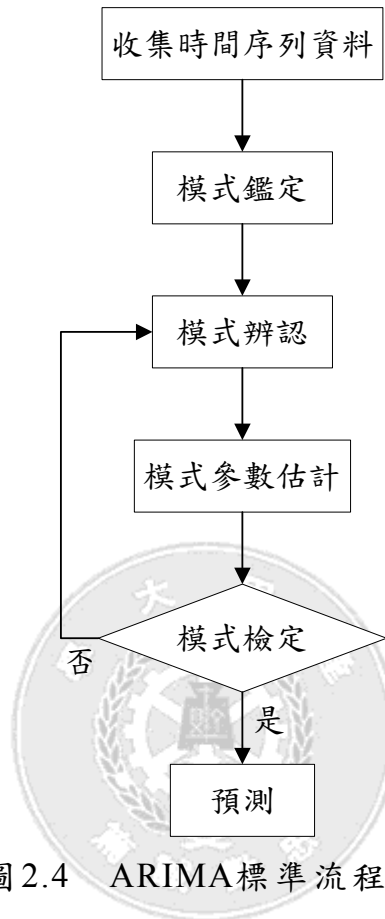 收集時間序列資料
模式鑑定
模式辨認
模式參數估計
模式檢定
否
是
預測
圖2.4 ARIMA標準流程